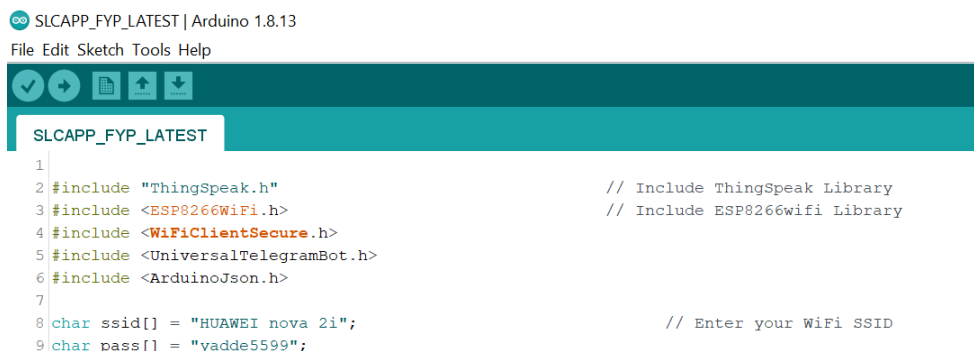 SLCAPP_FYP_LATEST | Arduino 1.8.13
File Edit Sketch Tools Help
SLCAPP_FYP_LATEST
1
2 #include "ThingSpeak.h" // Include ThingSpeak Library
3 #include <ESP8266WiFi.h> // Include ESP8266wifi Library
4 #include <WiFiClientSecure.h>
5 #include <UniversalTelegramBot.h>
6 #include <ArduinoJson.h>
7
8 char ssid[] = "HUAWEI nova 2i"; // Enter your WiFi SSID
9 char pass[] = "yadde5599";